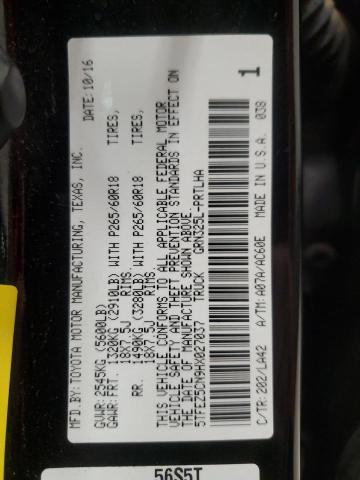 MFD.BY: TOYOTA MOTOR MANUFACTURING, TEXAS, INC. DATE: 10/16
GVWR: 2545KG (5600LB)
GAWR: FRT. 1320KG (2910LB) WITH P265/60R18 TIRES,
18X7.5J RIMS
RR. 1490KG (3280LB) WITH P265/60R18 TIRES,
18X7.5J RIMS
THIS VEHICLE CONFORMS TO ALL APPLICABLE FEDERAL MOTOR
VEHICLE SAFETY AND THEFT PREVENTION STANDARDS IN EFFECT ON
THE DATE OF MANUFACTURE SHOWN ABOVE.
5TFEZ5CN9HX027037 TRUCK GRN325L-PRTLHA
C/TR: 202/LA42 A/TM: A07A/AC60E MADE IN U.S.A. 038
1
56S5T